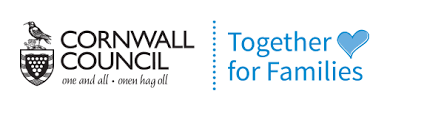 CORNWALL
COUNCIL
one and all • onen hag oll
Together
for Families